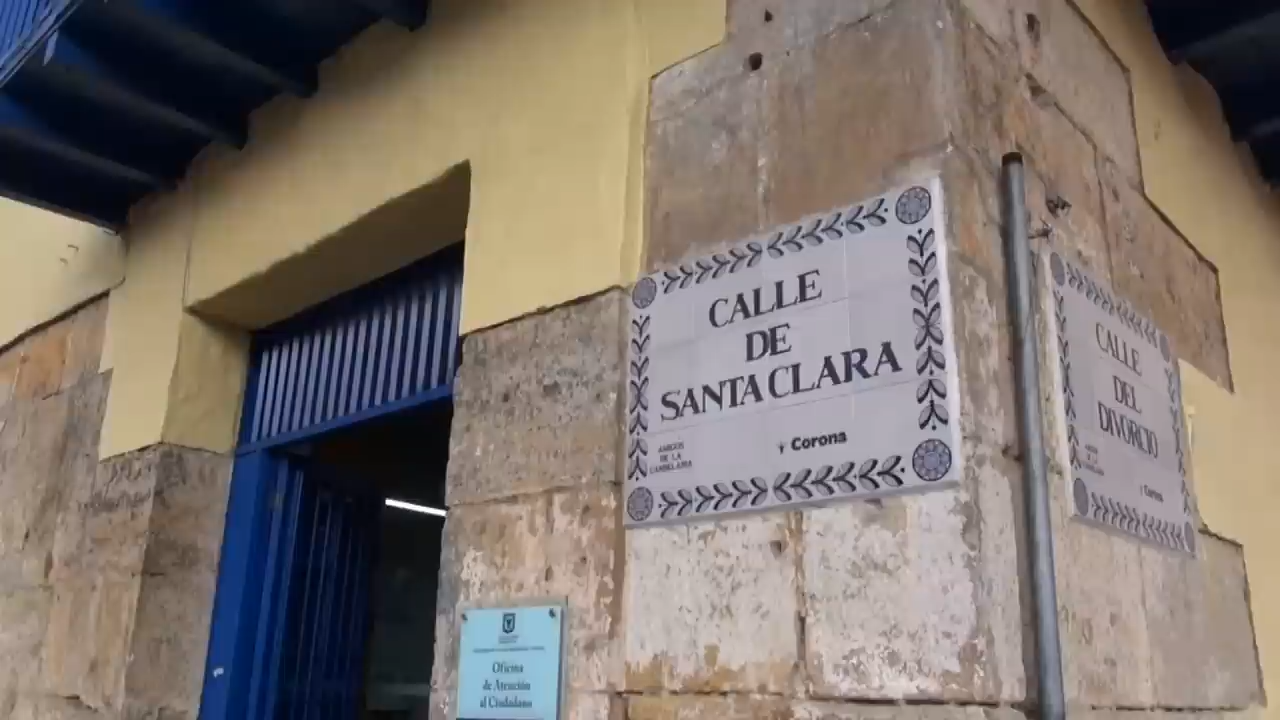 CALLE
DE
SANTA CLARA
AMIGOS
DE LA
CANDELARIA
Corona
CALLE
DEL
DIVORCIO
Corona
Oficina
de Atención
al Ciudadano